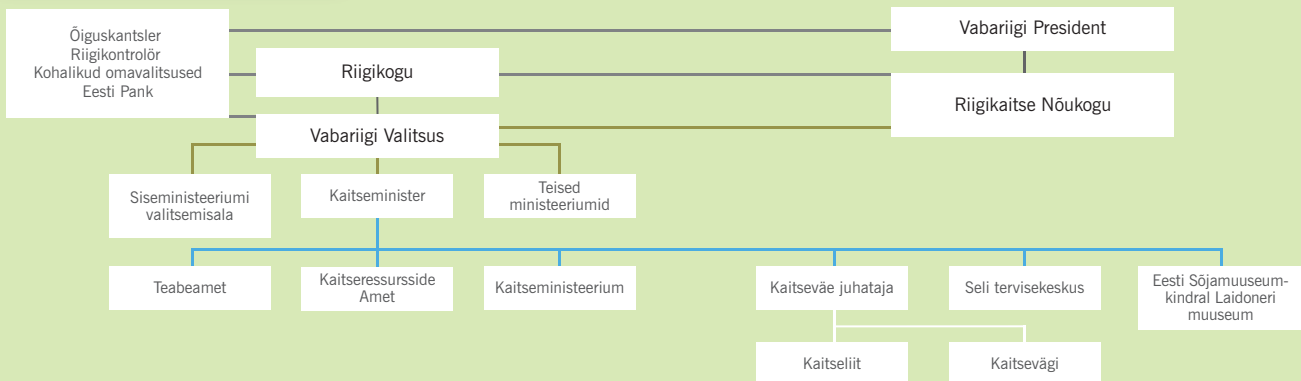 Õiguskantsler
Riigikontrolör
Kohalikud omavalitsused
Eesti Pank
Vabariigi President
Riigikogu
Riigikaitse Nõukogu
Vabariigi Valitsus
Siseministeeriumi
valitsemisala
Kaitseminister
Teised
ministeeriumid
Teabeamet
Kaitseressursside
Amet
Kaitseministeerium
Kaitseväe juhataja
Seli tervisekeskus
Eesti Sõjamuuseum-
kindral Laidoneri
muuseum
Kaitseliit
Kaitsevägi